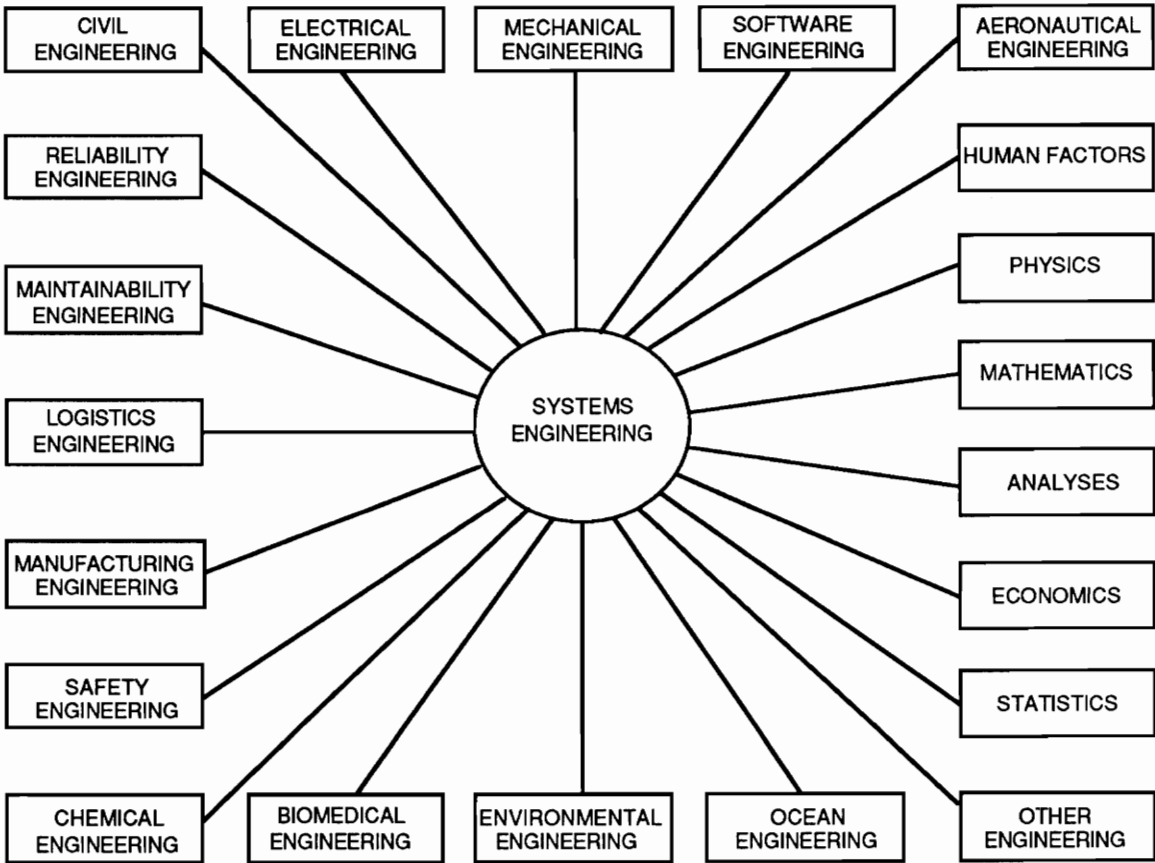 CIVIL
ENGINEERING
ELECTRICAL
ENGINEERING
MECHANICAL
ENGINEERING
SOFTWARE
ENGINEERING
AERONAUTICAL
ENGINEERING
RELIABILITY
ENGINEERING
HUMAN FACTORS
MAINTAINABILITY
ENGINEERING
PHYSICS
MATHEMATICS
SYSTEMS
ENGINEERING
LOGISTICS
ENGINEERING
ANALYSES
MANUFACTURING
ENGINEERING
ECONOMICS
SAFETY
ENGINEERING
STATISTICS
CHEMICAL
ENGINEERING
BIOMEDICAL
ENGINEERING
ENVIRONMENTAL
ENGINEERING
OCEAN
ENGINEERING
OTHER
ENGINEERING